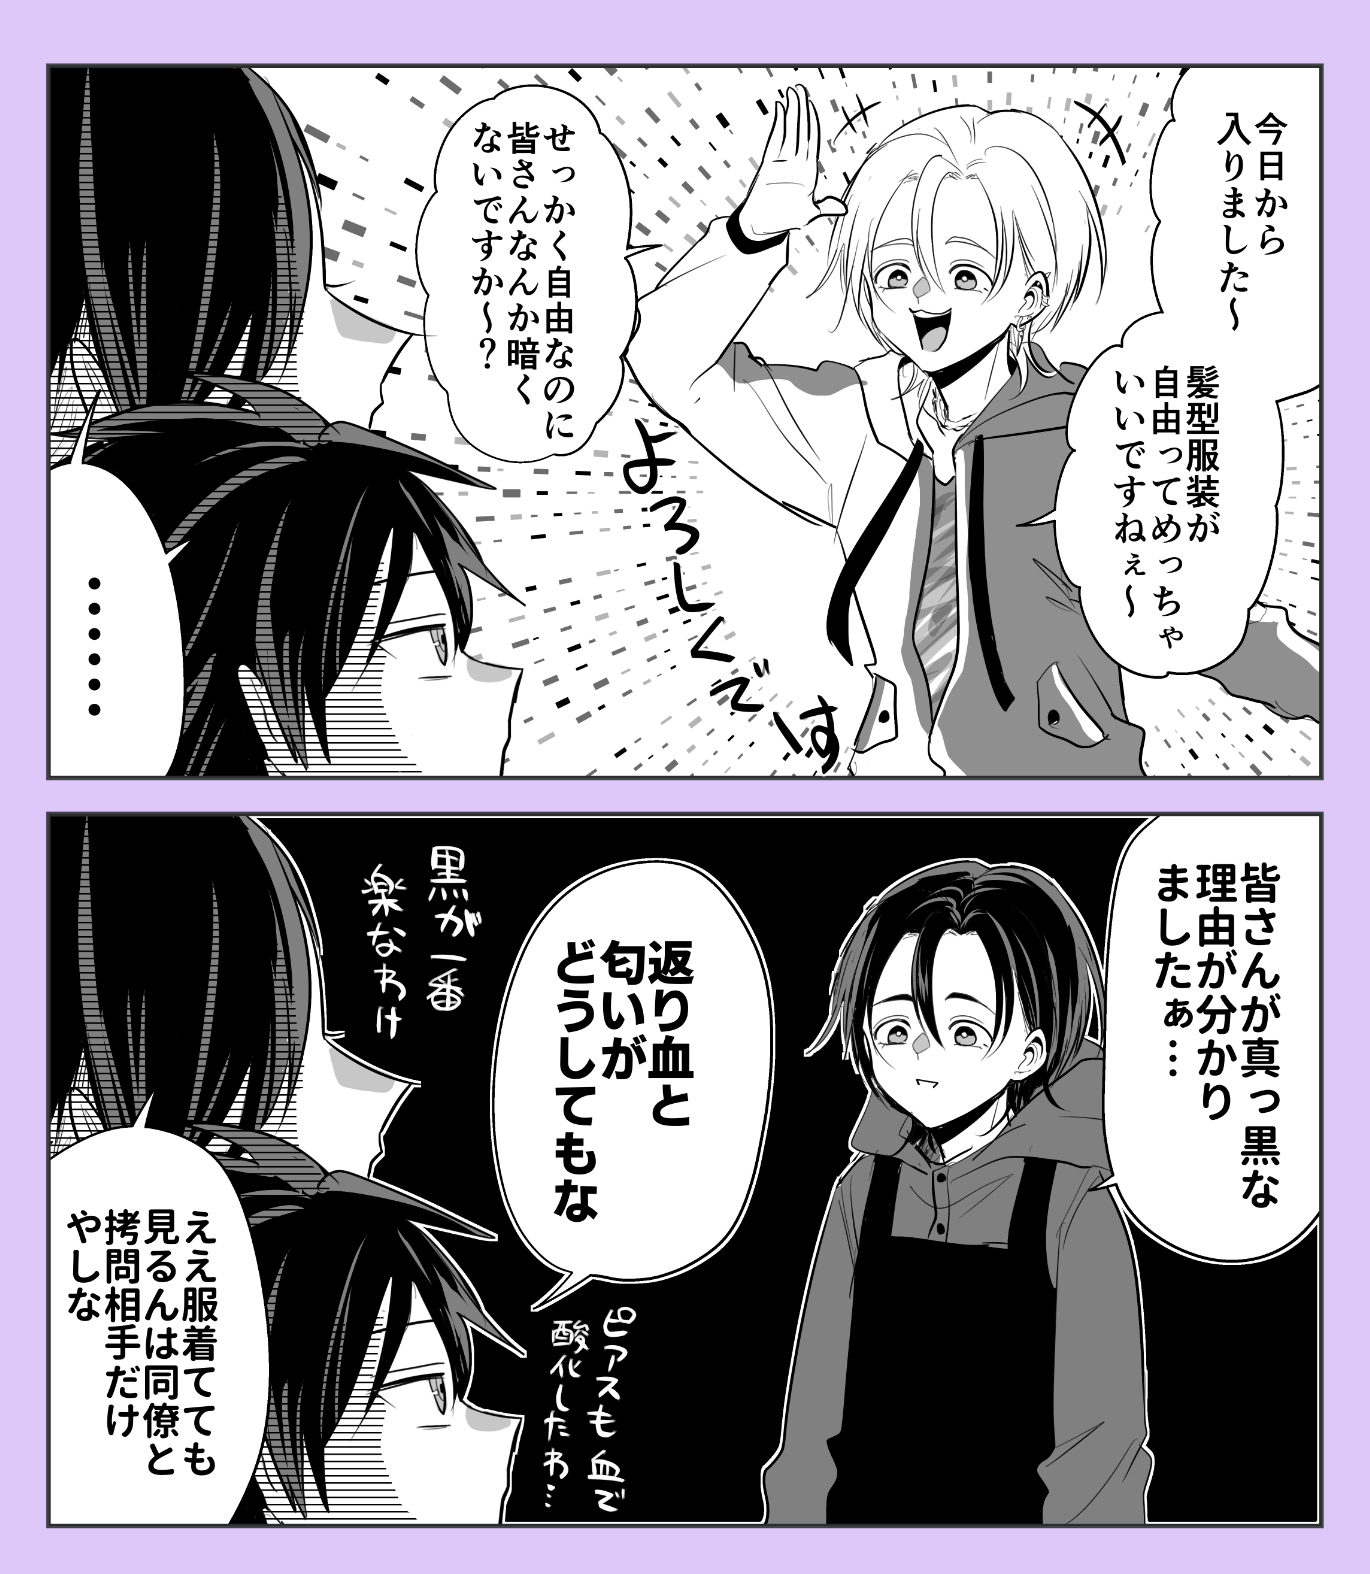 今日から
入りました～
髪型服装が
自由ってめっちゃ
いいですねぇ～
せっかく自由なのに
皆さんなんか暗く
ないですか～？
よろしくで～す
………
皆さんが真っ黒な
理由が分かり
ましたぁ…
返り血と
匂いが
どうしてもな
黒が一番
楽なわけ
ピアスも血で
酸化したわ…
ええ服着てても
見るんは同僚と
拷問相手だけ
やしな